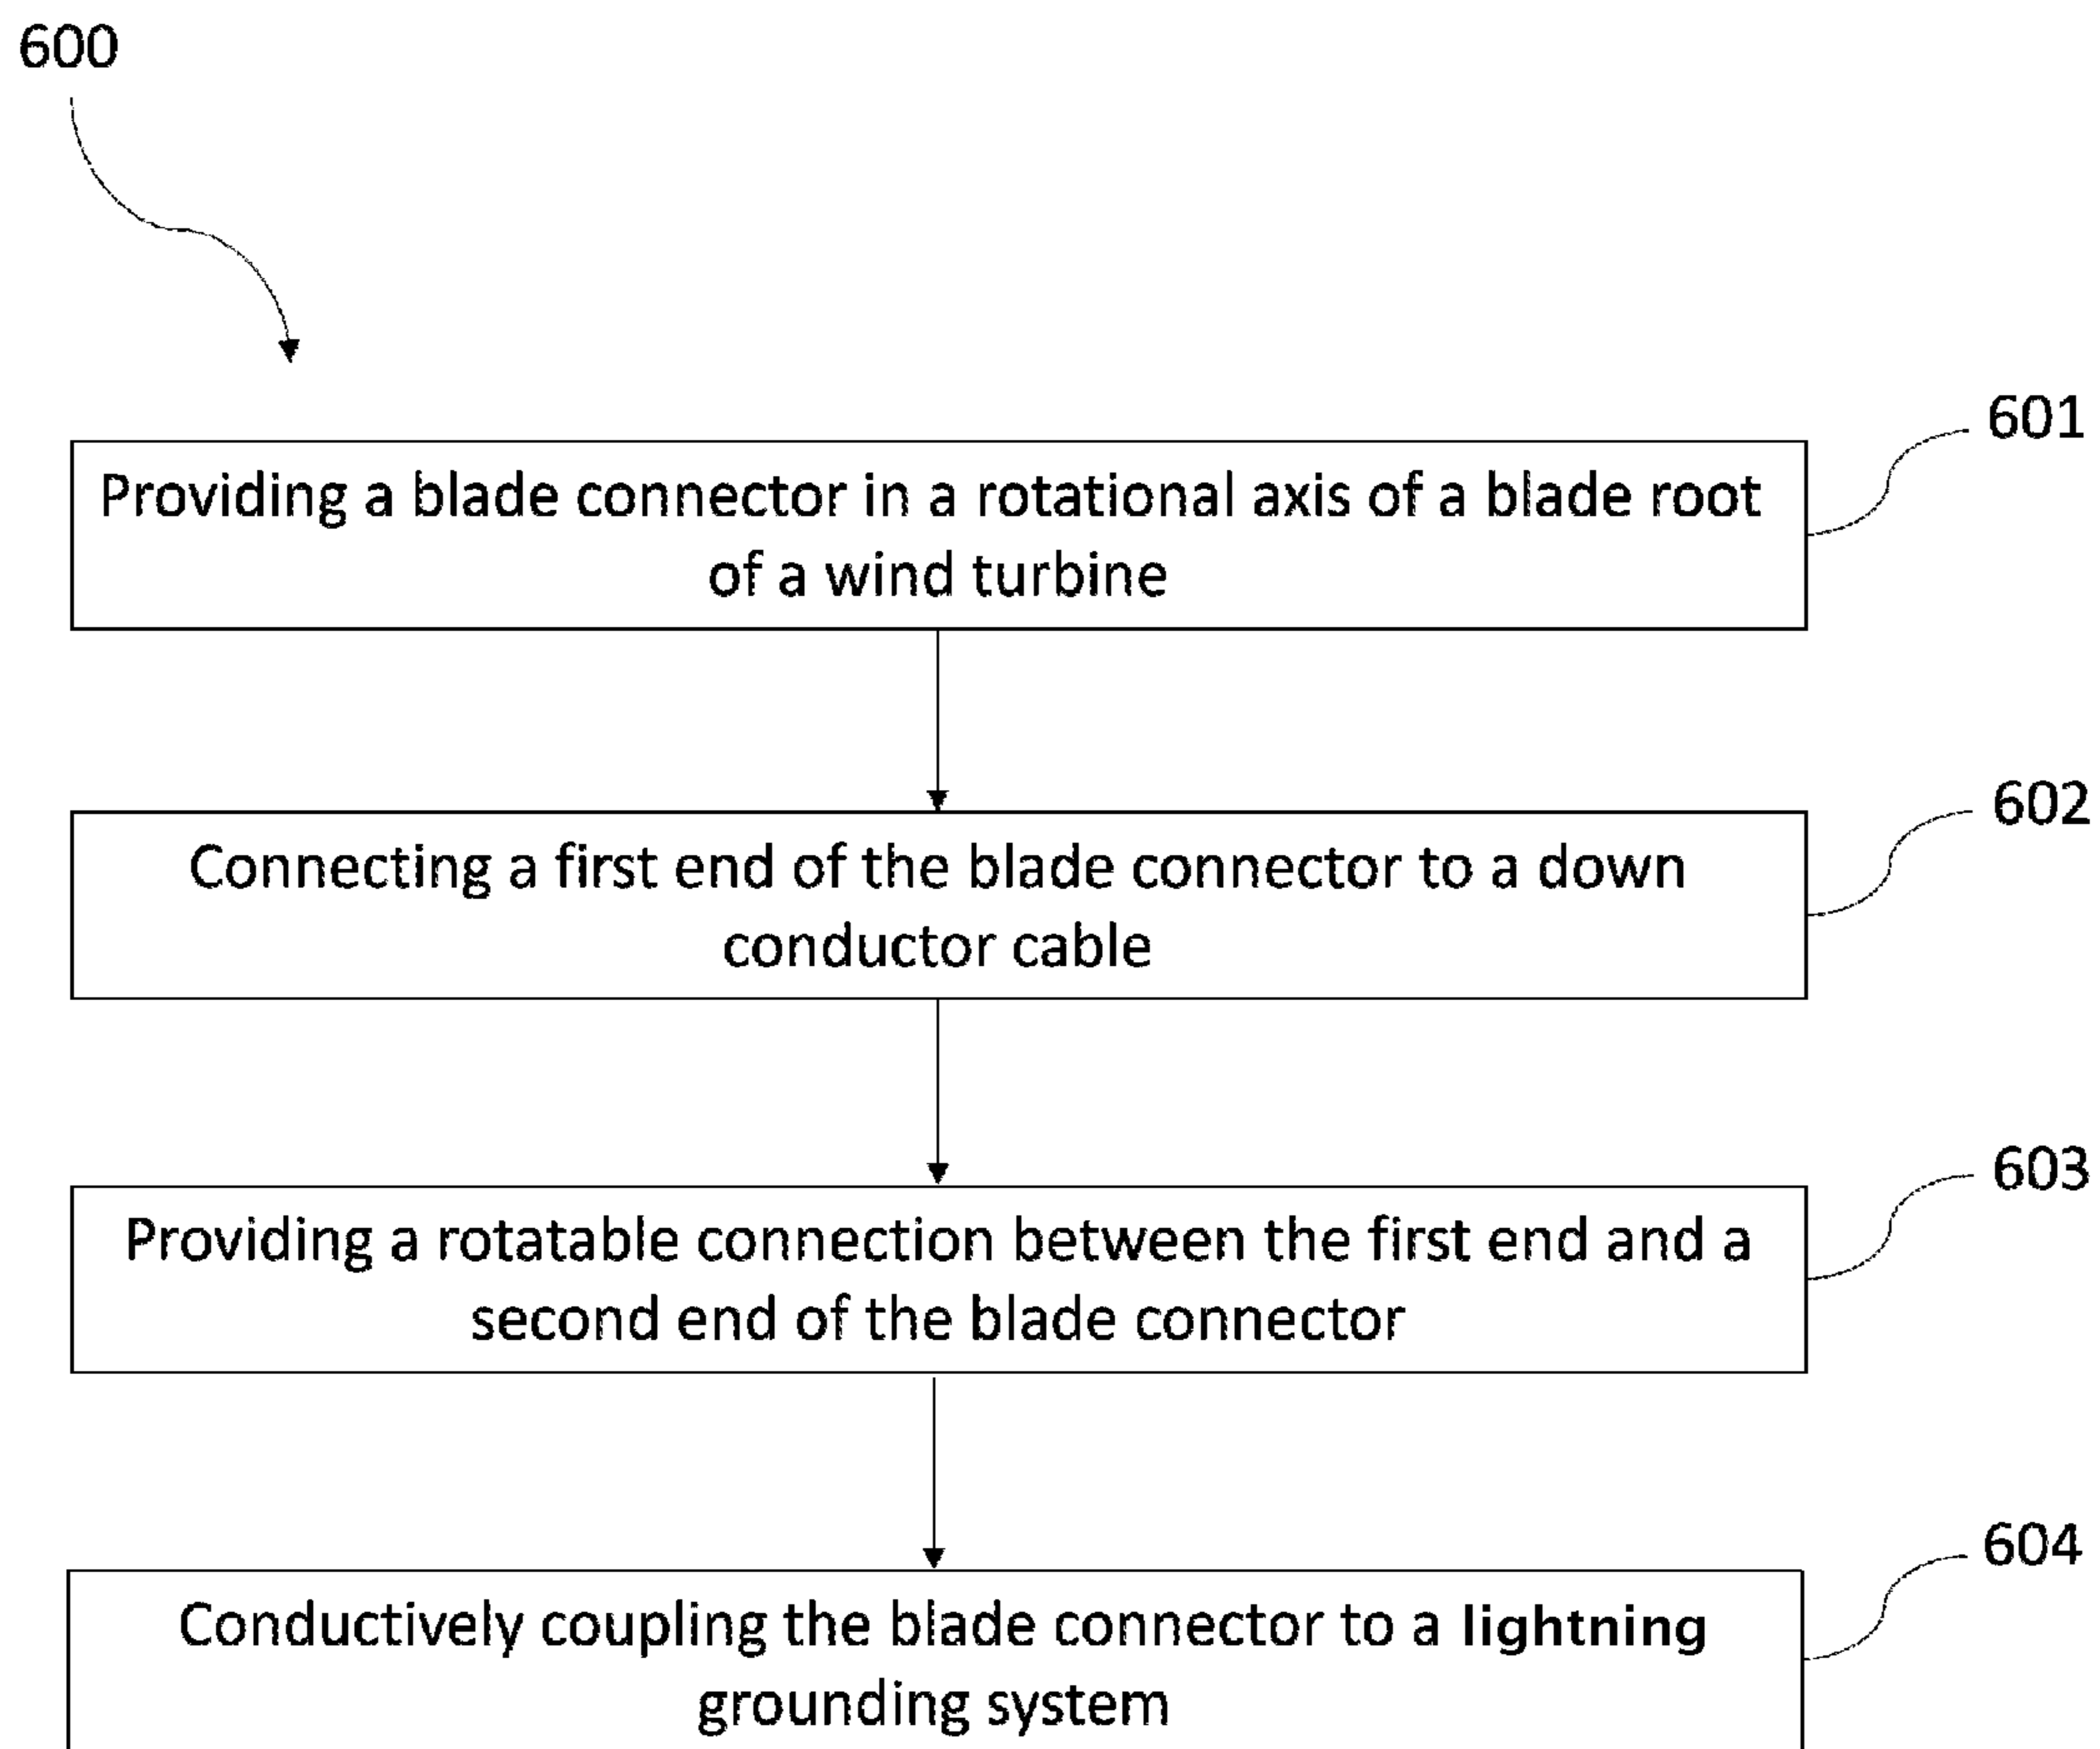 600
601
Providing a blade connector in a rotational axis of a blade root
of a wind turbine
602
Connecting a first end of the blade connector to a down
conductor cable
603
Providing a rotatable connection between the first end and a
second end of the blade connector
604
Conductively coupling the blade connector to a lightning
grounding system